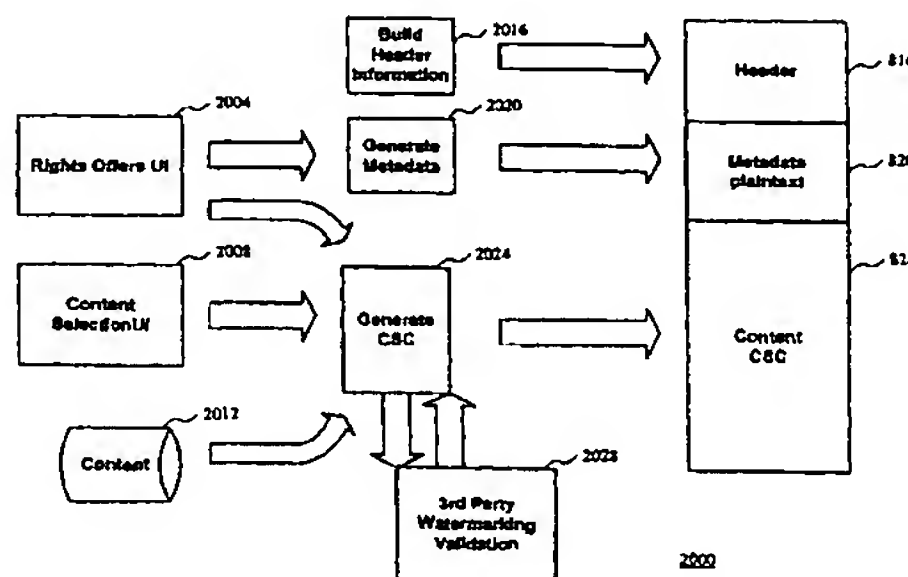 2016
Build
Header
Information
Header
2004
2020
Rights Offers UI
Generate
Metadata
Metadata
plaintext
2008
2024
Content
Selection UI
Generate
CSC
Content
CSC
2012
Content
2028
3rd Party
Watermarking
Validation
2000